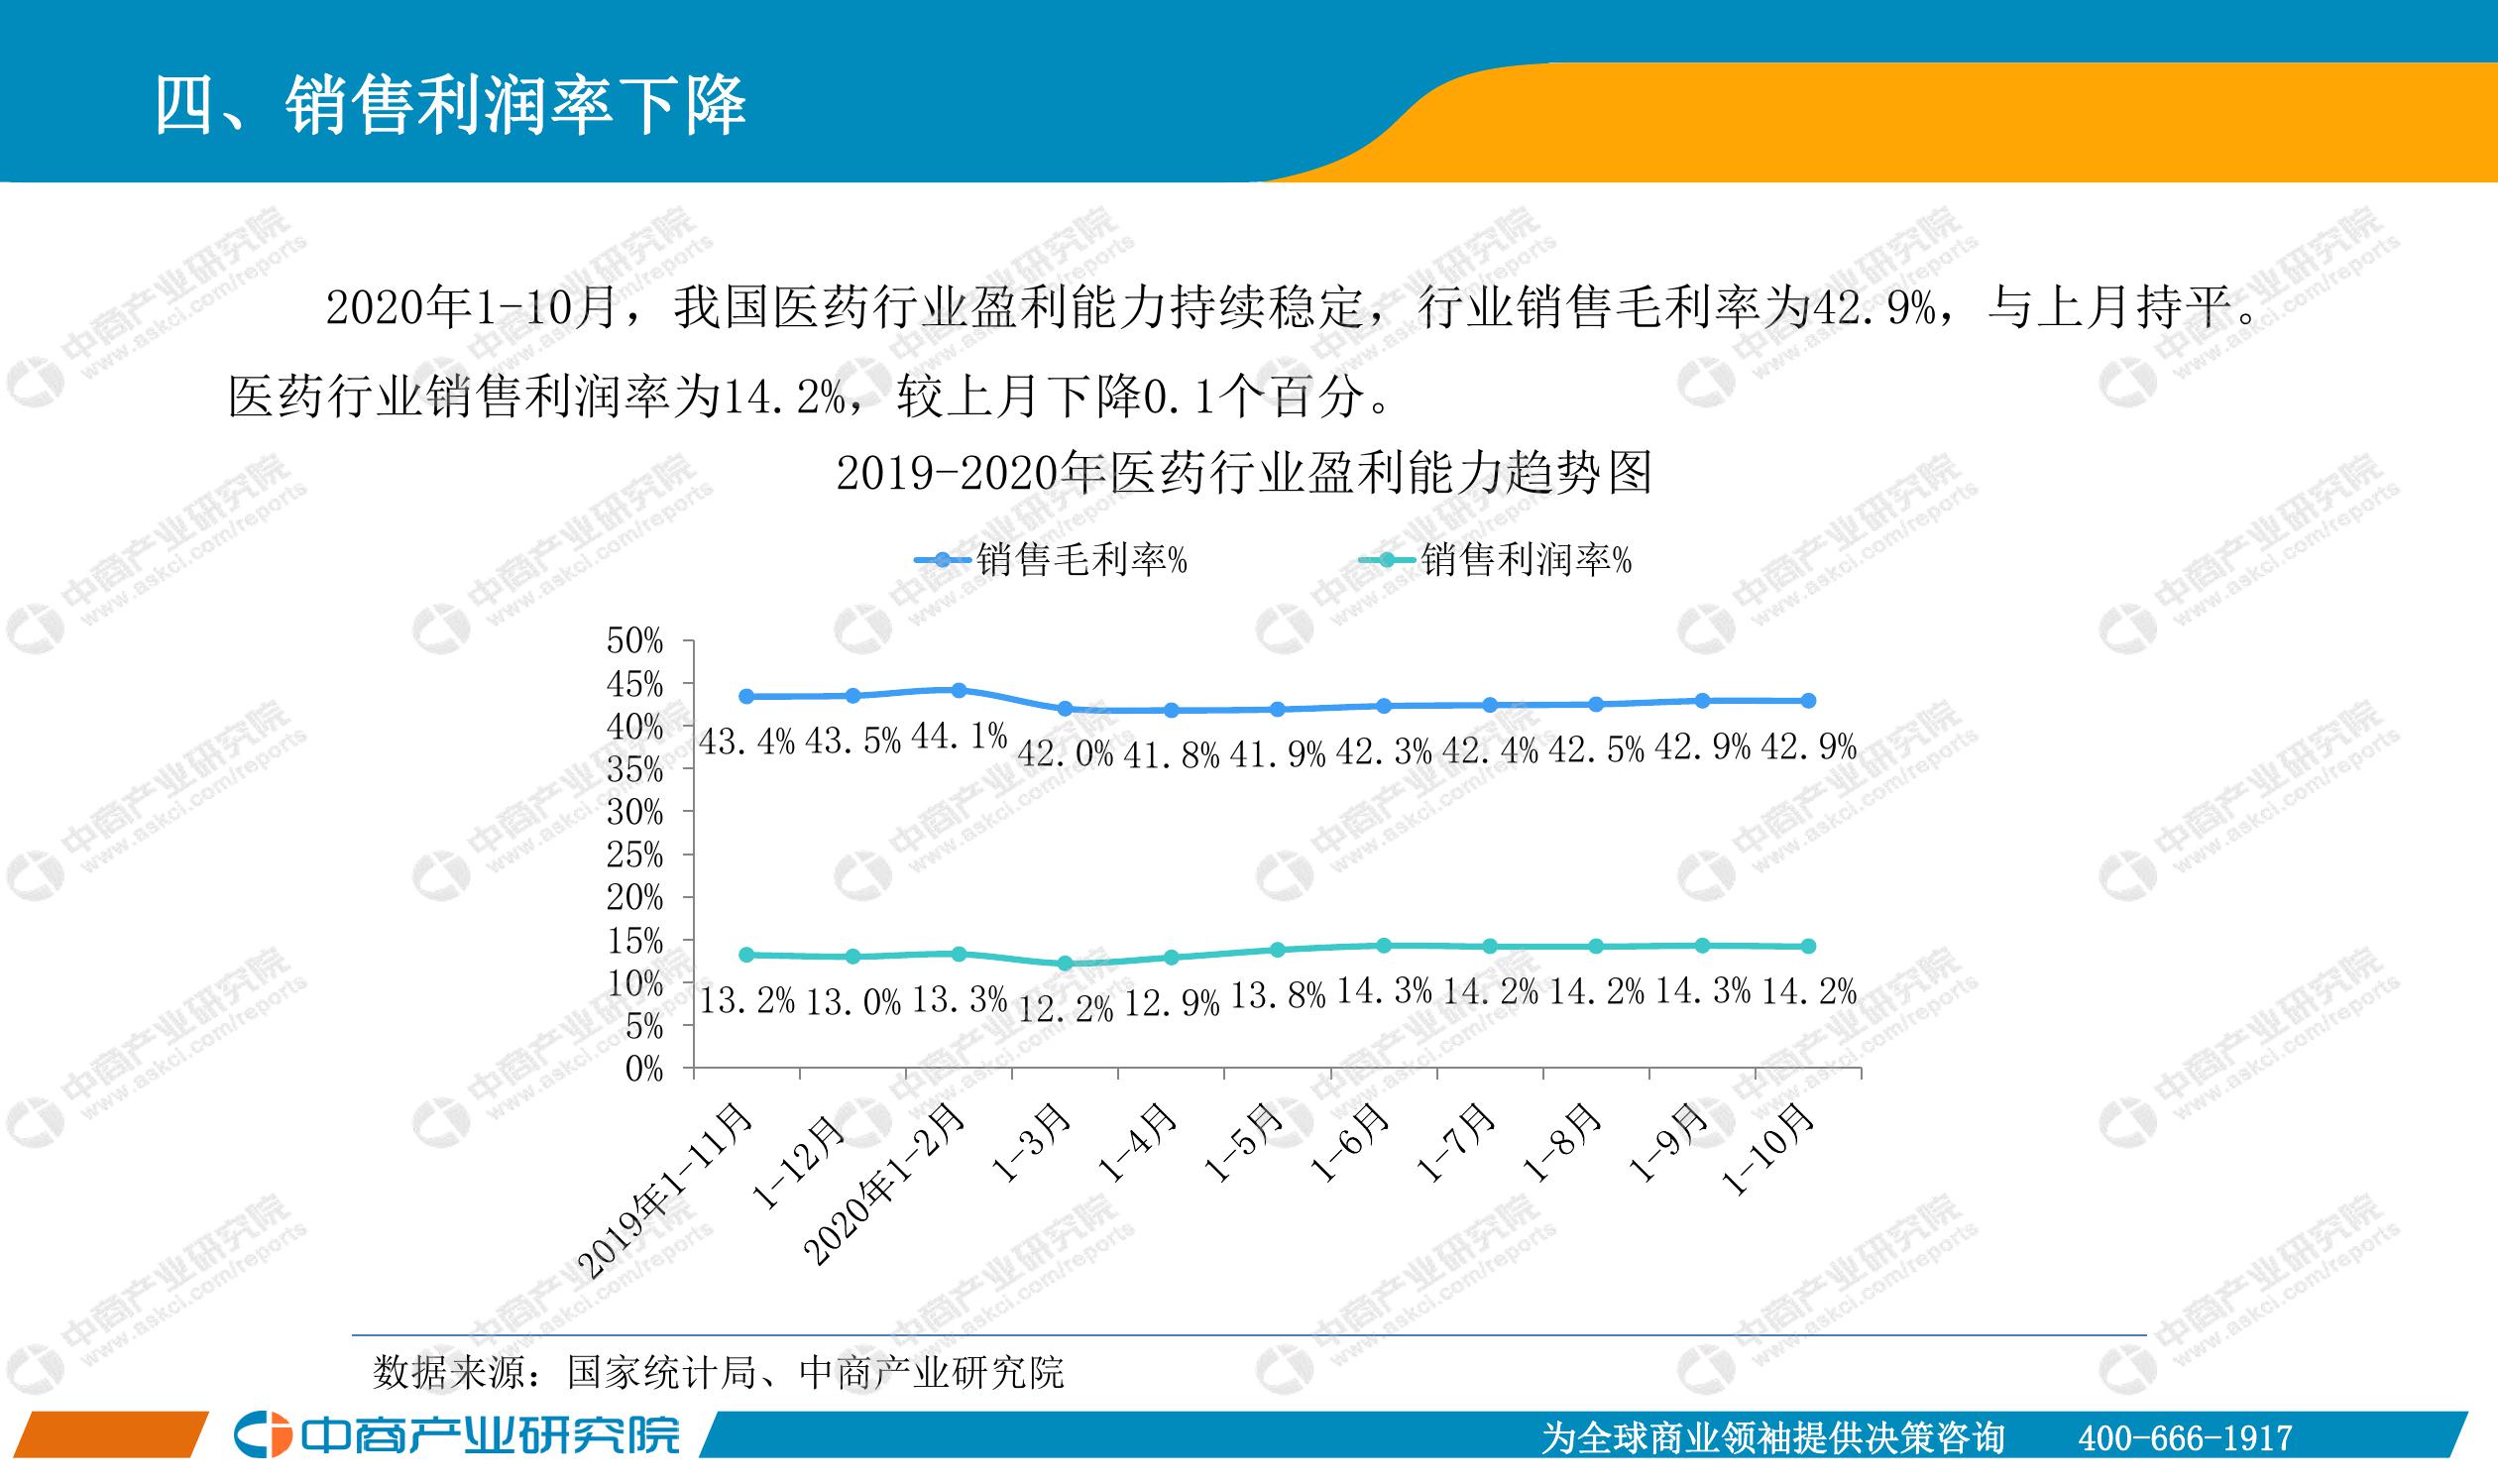 四、销售利润率下降
2020年1-10月，我国医药行业盈利能力持续稳定，行业销售毛利率为42.9%，与上月持平。
医药行业销售利润率为14.2%，较上月下降0.1个百分。
2019-2020年医药行业盈利能力趋势图
销售毛利率% 销售利润率%
50%
45%
40%
35%
30%
25%
20%
15%
10%
5%
0%
43.4% 43.5% 44.1% 42.0% 41.8% 41.9% 42.3% 42.4% 42.5% 42.9% 42.9%
13.2% 13.0% 13.3% 12.2% 12.9% 13.8% 14.3% 14.2% 14.2% 14.3% 14.2%
2019年1-11月 1-12月 2020年1-2月 1-3月 1-4月 1-5月 1-6月 1-7月 1-8月 1-9月 1-10月
数据来源：国家统计局、中商产业研究院
中商产业研究院 为全球商业领袖提供决策咨询 400-666-1917
中商产业研究院
www.askci.com/reports